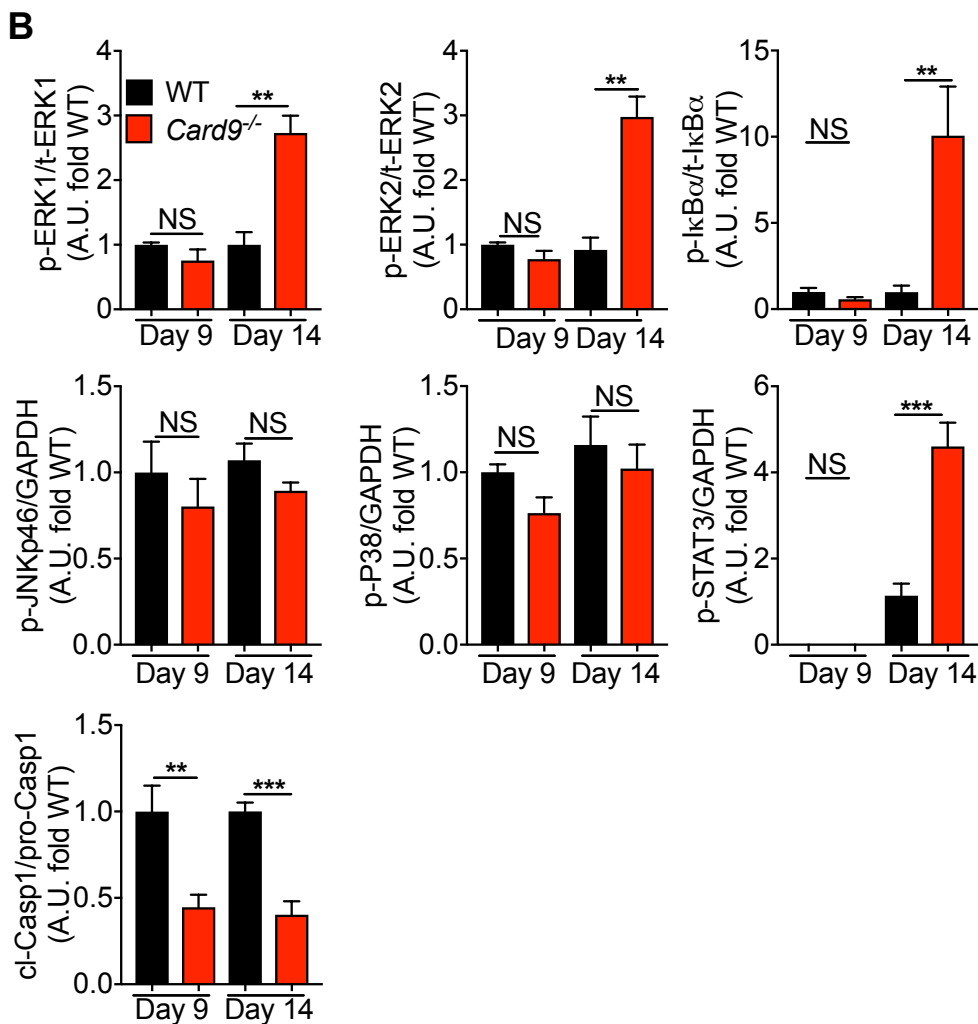 B
p-ERK1/t-ERK1
(A.U. fold WT)
4
3
2
1
0
WT
Card9-/-
NS
**
Day 9
Day 14
p-ERK2/t-ERK2
(A.U. fold WT)
4
3
2
1
0
NS
**
Day 9
Day 14
p-IκBα/t-IκBα
(A.U. fold WT)
15
10
5
0
NS
**
Day 9
Day 14
p-JNKp46/GAPDH
(A.U. fold WT)
1.5
1.0
0.5
0.0
NS
NS
Day 9
Day 14
p-P38/GAPDH
(A.U. fold WT)
1.5
1.0
0.5
0.0
NS
NS
Day 9
Day 14
p-STAT3/GAPDH
(A.U. fold WT)
6
4
2
0
NS
***
Day 9
Day 14
cl-Casp1/pro-Casp1
(A.U. fold WT)
1.5
1.0
0.5
0.0
**
***
Day 9
Day 14